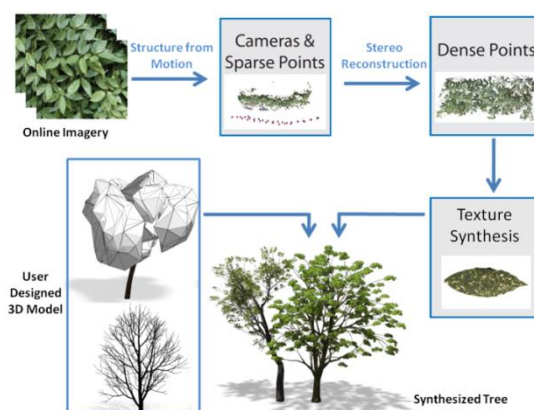 Structure from
Motion
Cameras &
Sparse Points
Stereo
Reconstruction
Dense Points
Online Imagery
Texture
Synthesis
User
Designed
3D Model
Synthesized Tree